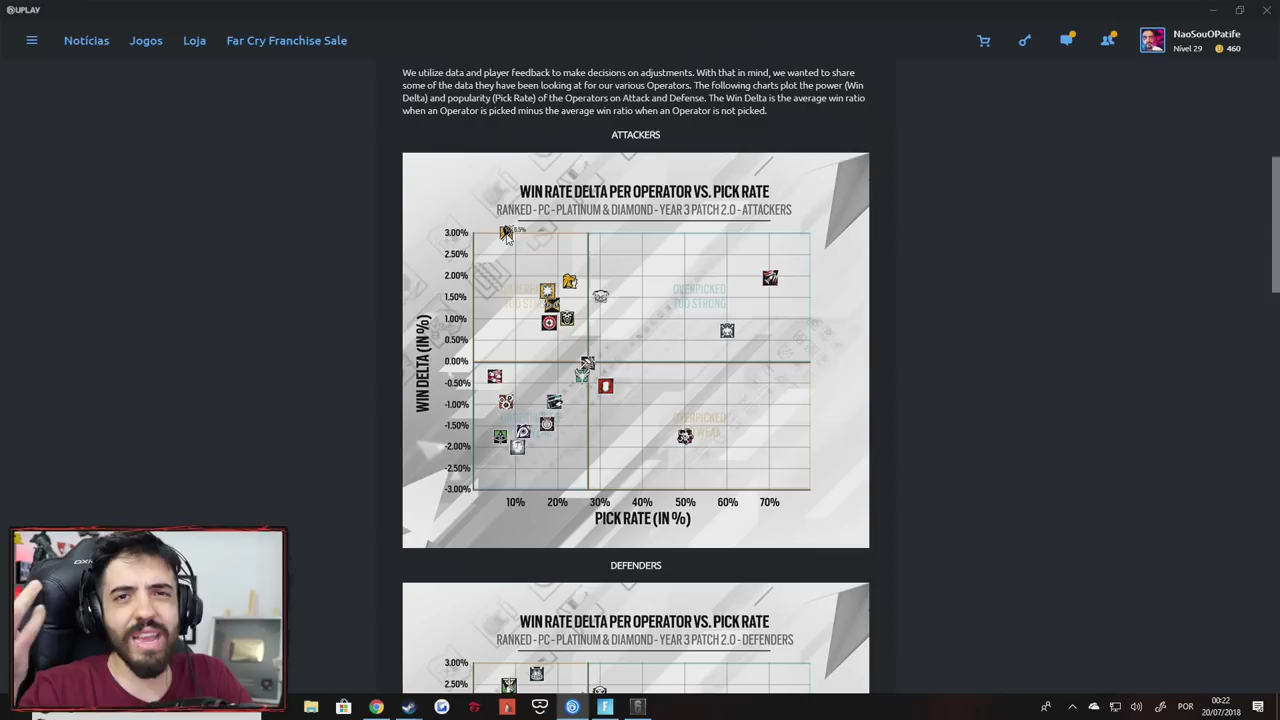 UPLAY
Notícias Jogos Loja Far Cry Franchise Sale
NaoSouOPatife
Nível 29 460
We utilize data and player feedback to make decisions on adjustments. With that in mind, we wanted to share
some of the data they have been looking at for our various Operators. The following charts plot the power (Win
Delta) and popularity (Pick Rate) of the Operators on Attack and Defense. The Win Delta is the average win ratio
when an Operator is picked minus the average win ratio when an Operator is not picked.
ATTACKERS
WIN RATE DELTA PER OPERATOR VS. PICK RATE
RANKED - PC - PLATINUM & DIAMOND - YEAR 3 PATCH 2.0 - ATTACKERS
3.00%
2.50%
2.00%
1.50%
OVERPICKED
TOO STRONG
TOO STRONG
1.00%
0.50%
0.00%
-0.50%
-1.00%
OVERPICKED
-1.50%
-2.00%
-2.50%
-3.00%
WIN DELTA (IN %)
10% 20% 30% 40% 50% 60% 70%
PICK RATE (IN %)
DEFENDERS
WIN RATE DELTA PER OPERATOR VS. PICK RATE
RANKED - PC - PLATINUM & DIAMOND - YEAR 3 PATCH 2.0 - DEFENDERS
3.00%
2.50%
POR
00:22
20/07/2018